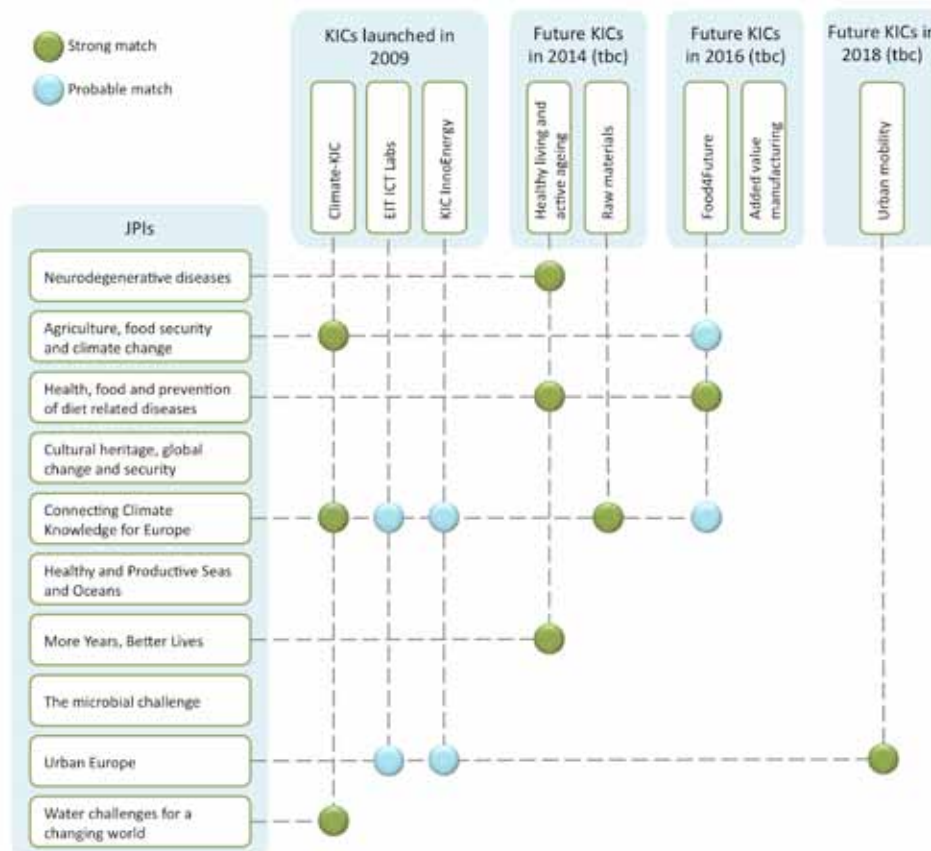 Strong match
Probable match
KICs launched in
2009
Future KICs
in 2014 (tbc)
Future KICs
in 2016 (tbc)
Future KICs in
2018 (tbc)
Climate-KIC
EIT ICT Labs
KIC InnoEnergy
Healthy living and
active ageing
Raw materials
Food4Future
Added value
manufacturing
Urban mobility
JPIs
Neurodegenerative diseases
Agriculture, food security
and climate change
Health, food and prevention
of diet related diseases
Cultural heritage, global
change and security
Connecting Climate
Knowledge for Europe
Healthy and Productive Seas
and Oceans
More Years, Better Lives
The microbial challenge
Urban Europe
Water challenges for a
changing world